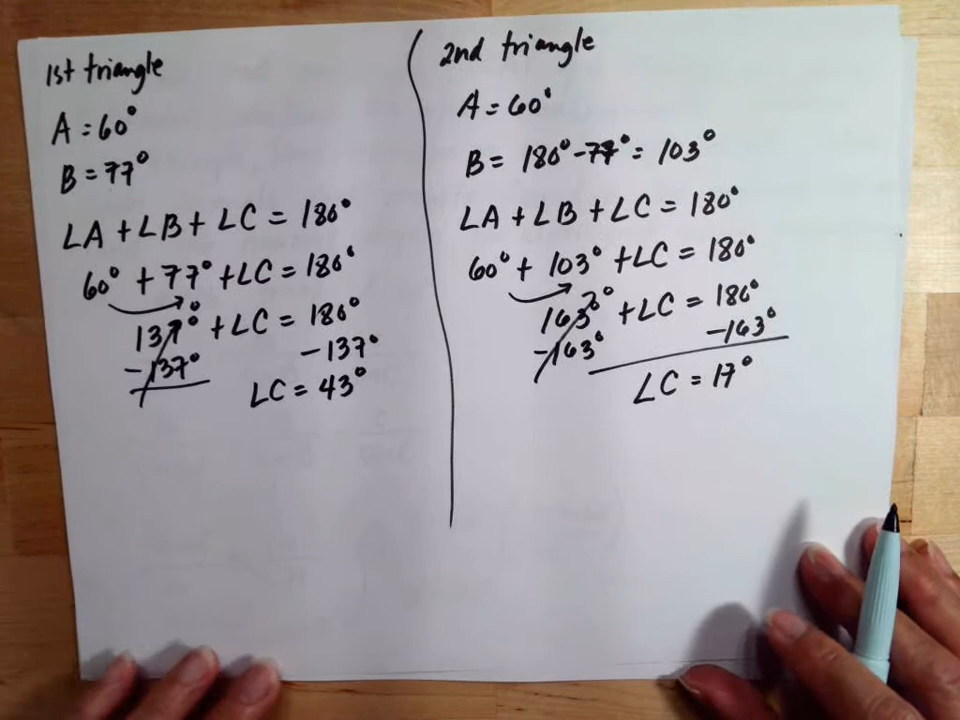 1st triangle
A = 60°
B = 77°
∠A + ∠B + ∠C = 180°
60° + 77° + ∠C = 180°
137° + ∠C = 180°
-137° -137°
∠C = 43°
2nd triangle
A = 60°
B = 180° - 77° = 103°
∠A + ∠B + ∠C = 180°
60° + 103° + ∠C = 180°
163° + ∠C = 180°
-163° -163°
∠C = 17°